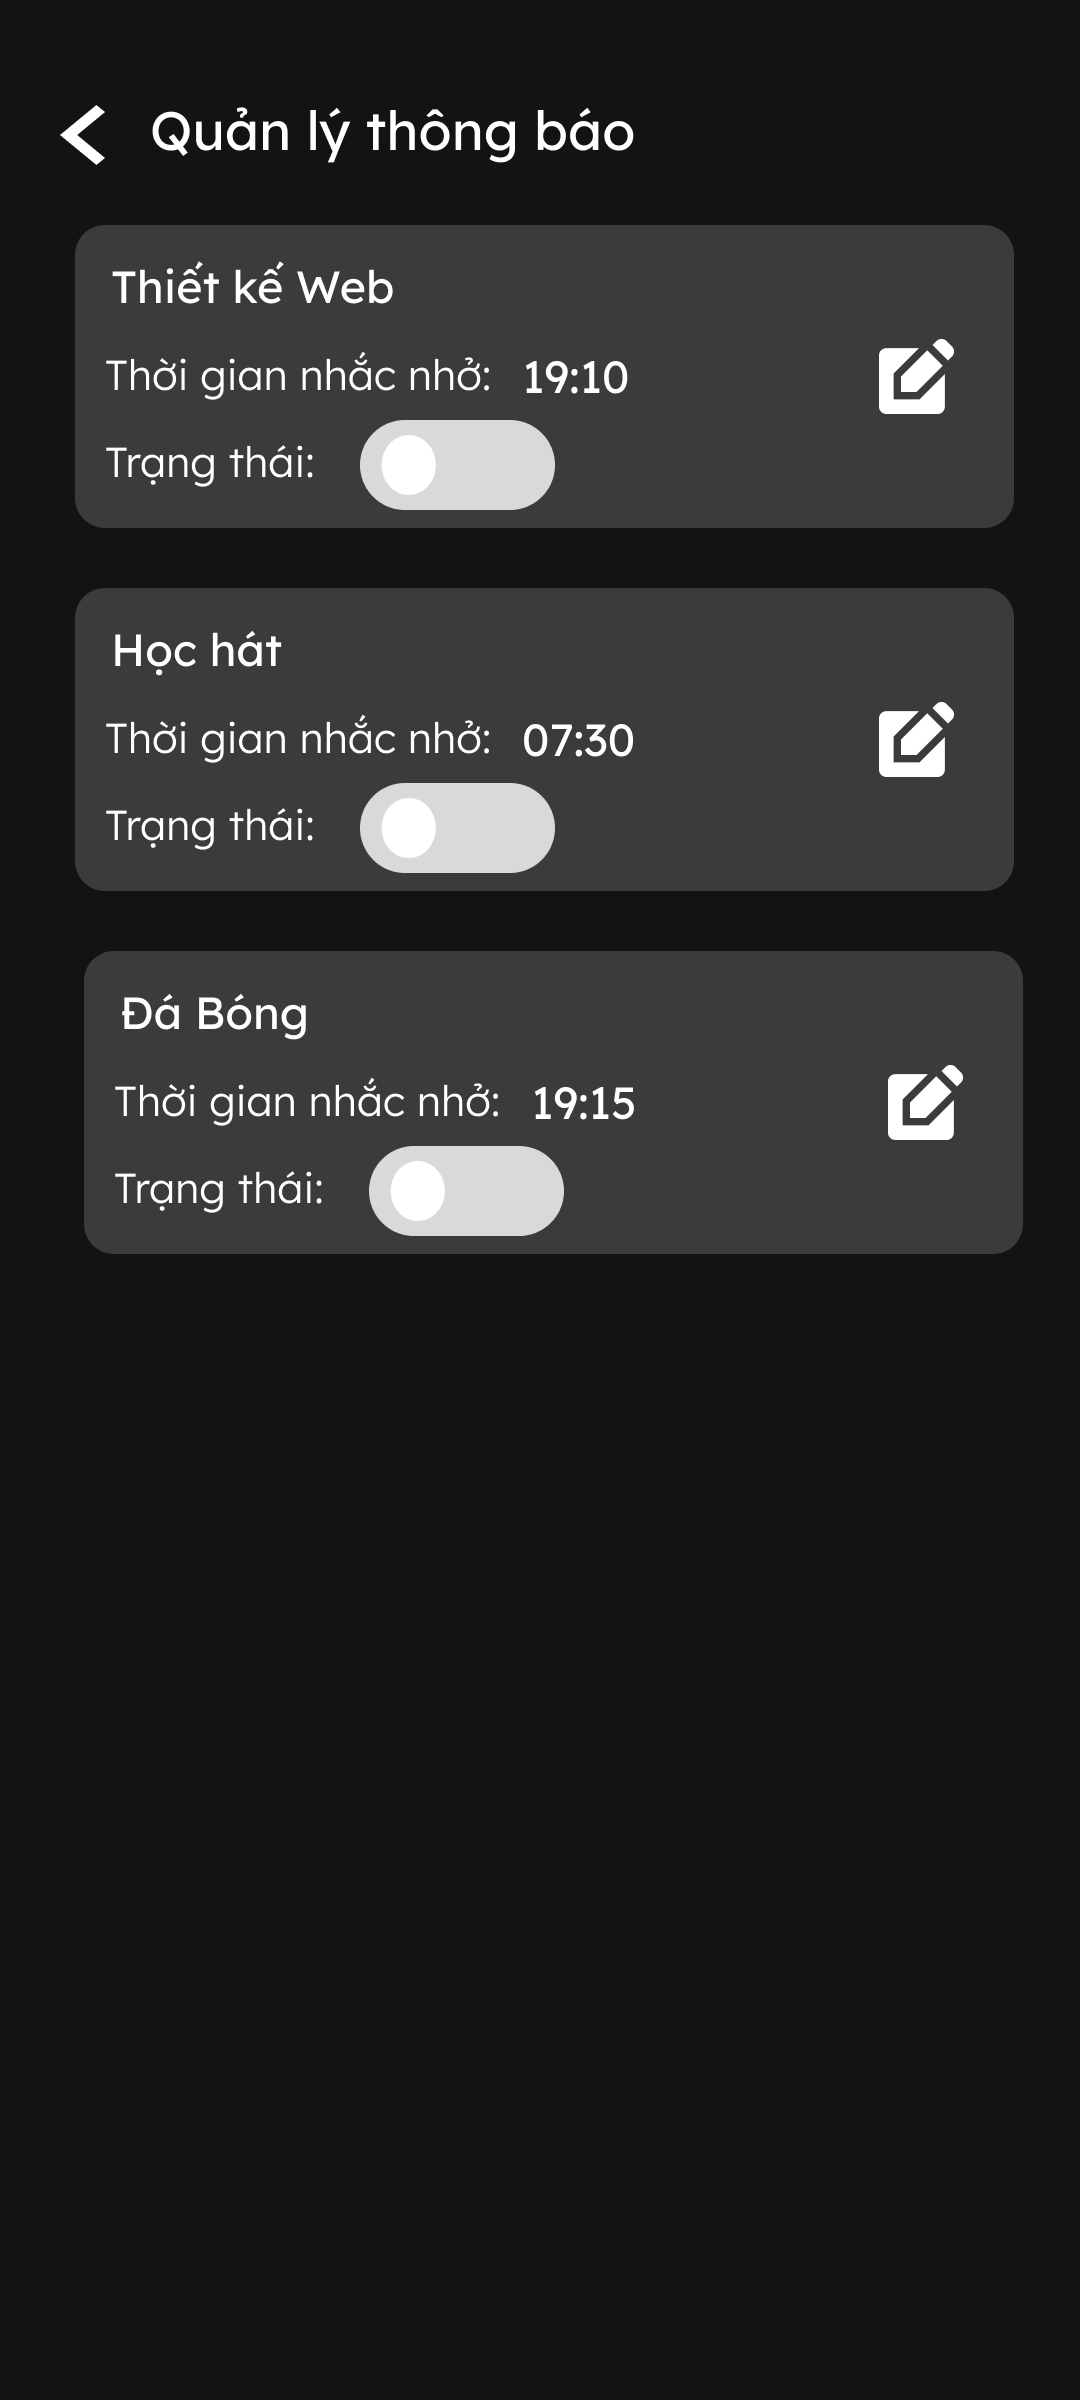 Quản lý thông báo
Thiết kế Web
Thời gian nhắc nhở: 19:10
Trạng thái:
Học hát
Thời gian nhắc nhở: 07:30
Trạng thái:
Đá Bóng
Thời gian nhắc nhở: 19:15
Trạng thái: